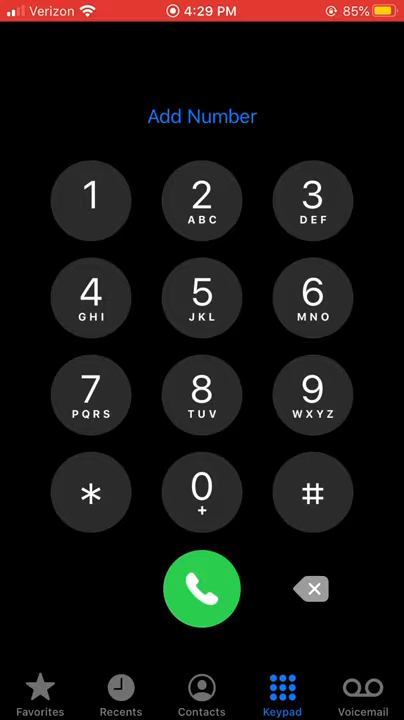 Verizon 4:29 PM 85%
Add Number
1 2 3
ABC DEF
4 5 6
GHI JKL MNO
7 8 9
PQRS TUV WXYZ
* 0 #
+
Favorites Recents Contacts Keypad Voicemail